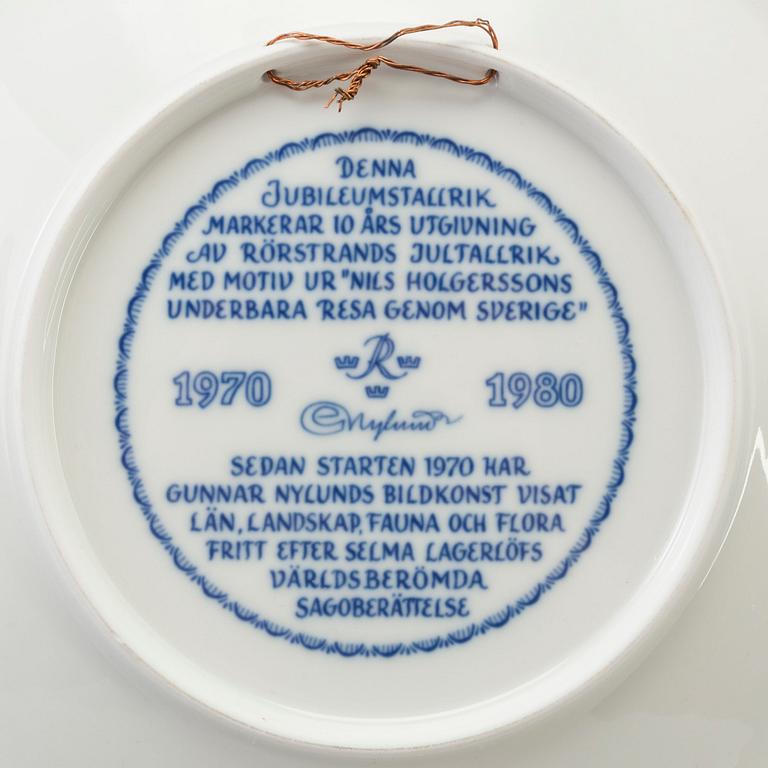 DENNA
JUBILEUMSTALLRIK
MARKERAR 10 ÅRS UTGIVNING
AV RÖRSTRANDS JULTALLRIK
MED MOTIV UR "NILS HOLGERSSONS
UNDERBARA RESA GENOM SVERIGE"
R
1970 1980
GNylund
SEDAN STARTEN 1970 HAR
GUNNAR NYLUNDS BILDKONST VISAT
LÄN, LANDSKAP, FAUNA OCH FLORA
FRITT EFTER SELMA LAGERLÖFS
VÄRLDSBERÖMDA
SAGOBERÄTTELSE